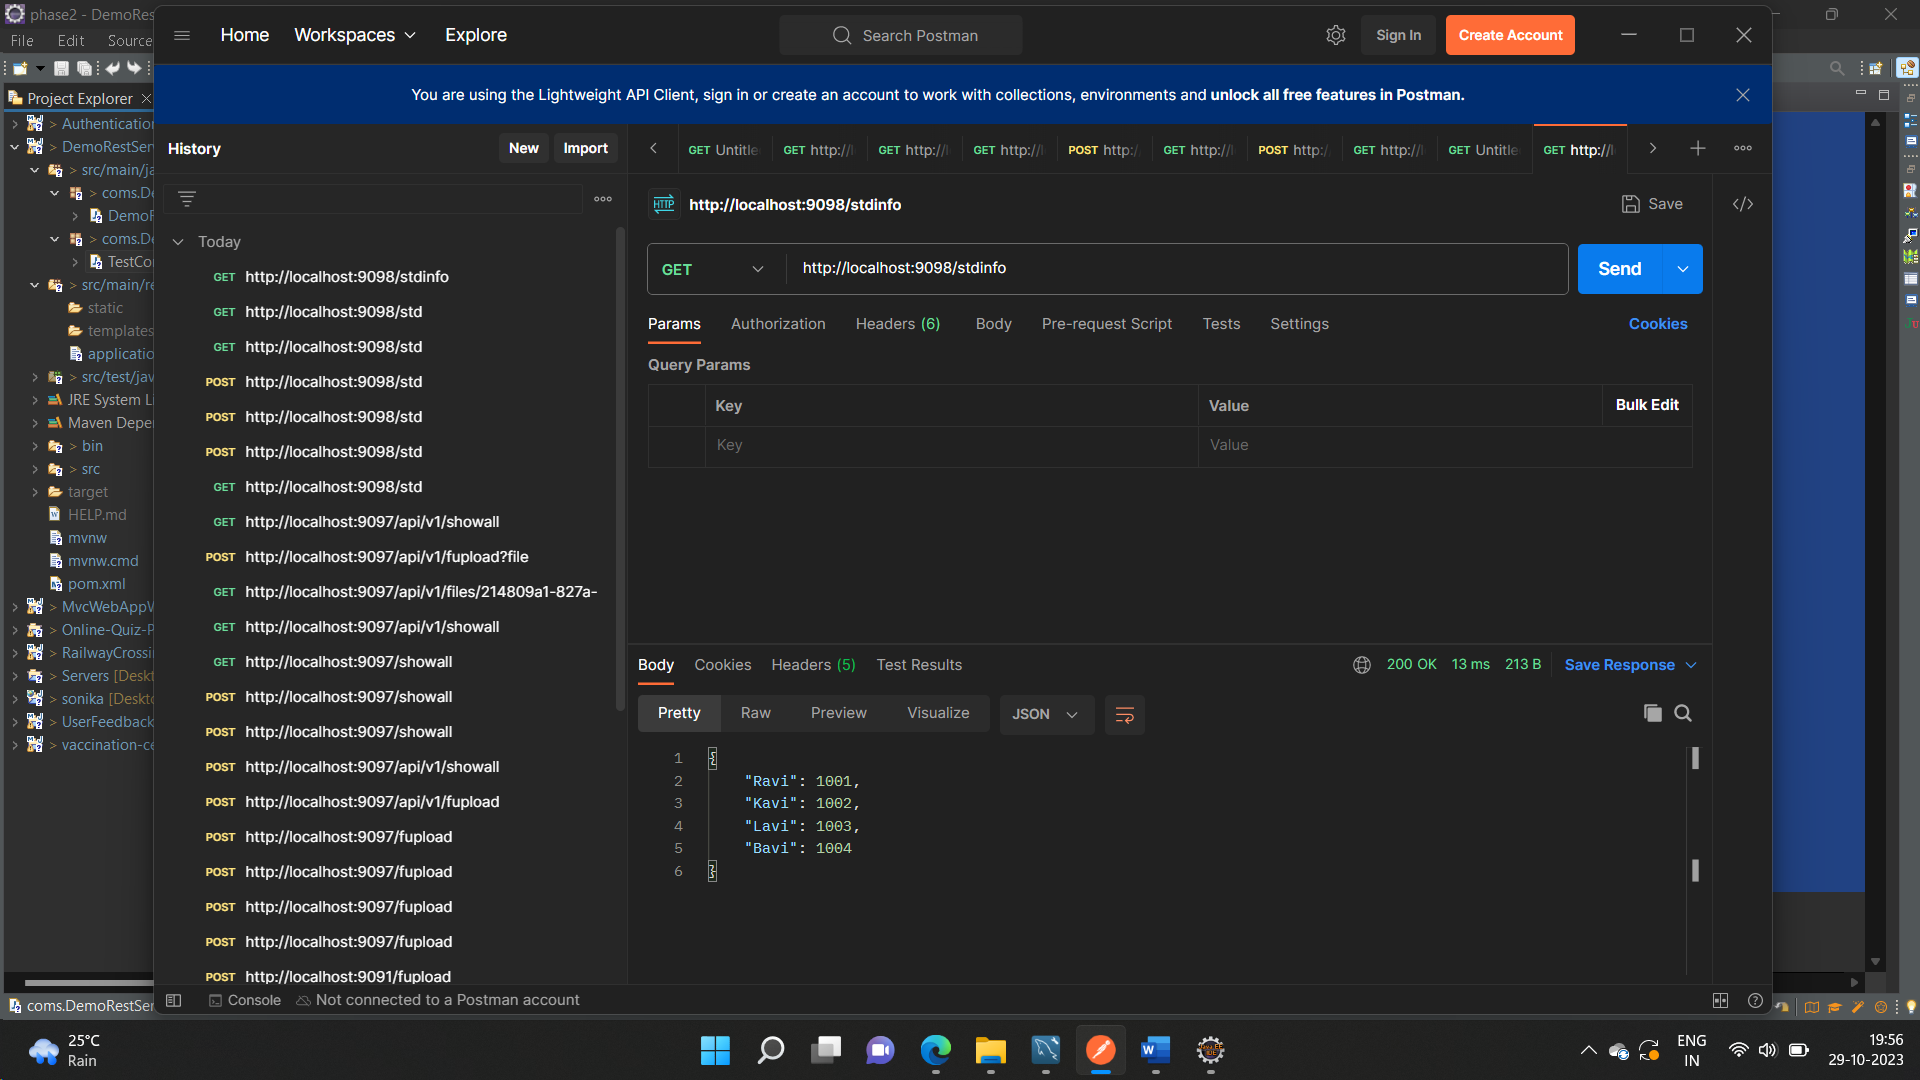 phase2 - DemoRes
File Edit Source
Project Explorer
Authentication
DemoRestServ
src/main/ja
coms.De
DemoR
coms.De
TestCo
src/main/re
static
templates
applicatio
src/test/jav
JRE System Li
Maven Depe
bin
src
target
HELP.md
mvnw
mvnw.cmd
pom.xml
MvcWebAppV
Online-Quiz-P
RailwayCrossi
Servers [Deskt
sonika [Deskto
UserFeedback
vaccination-ce
coms.DemoRestSer
Home Workspaces Explore
Search Postman
Sign In
Create Account
You are using the Lightweight API Client, sign in or create an account to work with collections, environments and unlock all free features in Postman.
History
New
Import
Today
GET http://localhost:9098/stdinfo
GET http://localhost:9098/std
GET http://localhost:9098/std
POST http://localhost:9098/std
POST http://localhost:9098/std
POST http://localhost:9098/std
GET http://localhost:9098/std
GET http://localhost:9097/api/v1/showall
POST http://localhost:9097/api/v1/fupload?file
GET http://localhost:9097/api/v1/files/214809a1-827a-
GET http://localhost:9097/api/v1/showall
GET http://localhost:9097/showall
POST http://localhost:9097/showall
POST http://localhost:9097/showall
POST http://localhost:9097/api/v1/showall
POST http://localhost:9097/api/v1/fupload
POST http://localhost:9097/fupload
POST http://localhost:9097/fupload
POST http://localhost:9097/fupload
POST http://localhost:9097/fupload
POST http://localhost:9091/fupload
GET Untitle GET http://l GET http://l GET http://l POST http:/ GET http://l POST http:/ GET http://l GET Untitle GET http://l
HTTP http://localhost:9098/stdinfo
Save
GET http://localhost:9098/stdinfo
Send
Params Authorization Headers (6) Body Pre-request Script Tests Settings
Cookies
Query Params
Key Value Bulk Edit
Key Value
Body Cookies Headers (5) Test Results
200 OK 13 ms 213 B Save Response
Pretty Raw Preview Visualize JSON
1 {
2 "Ravi": 1001,
3 "Kavi": 1002,
4 "Lavi": 1003,
5 "Bavi": 1004
6 }
Console Not connected to a Postman account
25°C
Rain
ENG
IN
19:56
29-10-2023